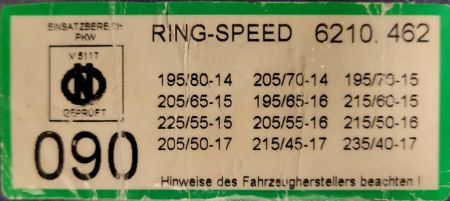 EINSATZBEREICH
PKW
V 5117
GEPRÜFT
090
RING-SPEED 6210. 462
195/80-14 205/70-14 195/70-15
205/65-15 195/65-16 215/60-15
225/55-15 205/55-16 215/50-16
205/50-17 215/45-17 235/40-17
Hinweise des Fahrzeugherstellers beachten !